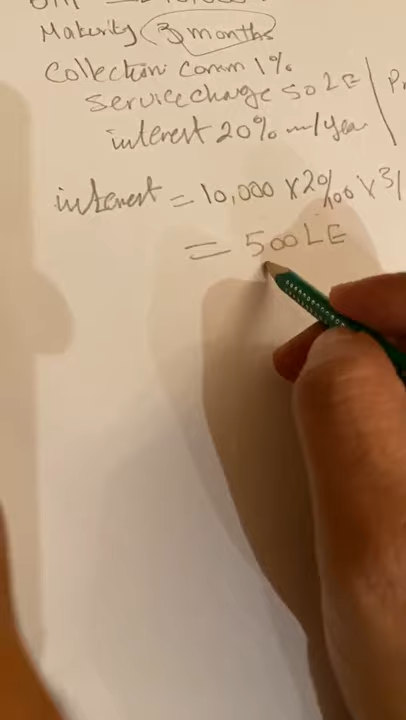 Maturity 3 months
Collection Comm 1%
service charge 50 LE
interest 20% m/year
interest = 10,000 x 20/100 x 3/
= 500 LE